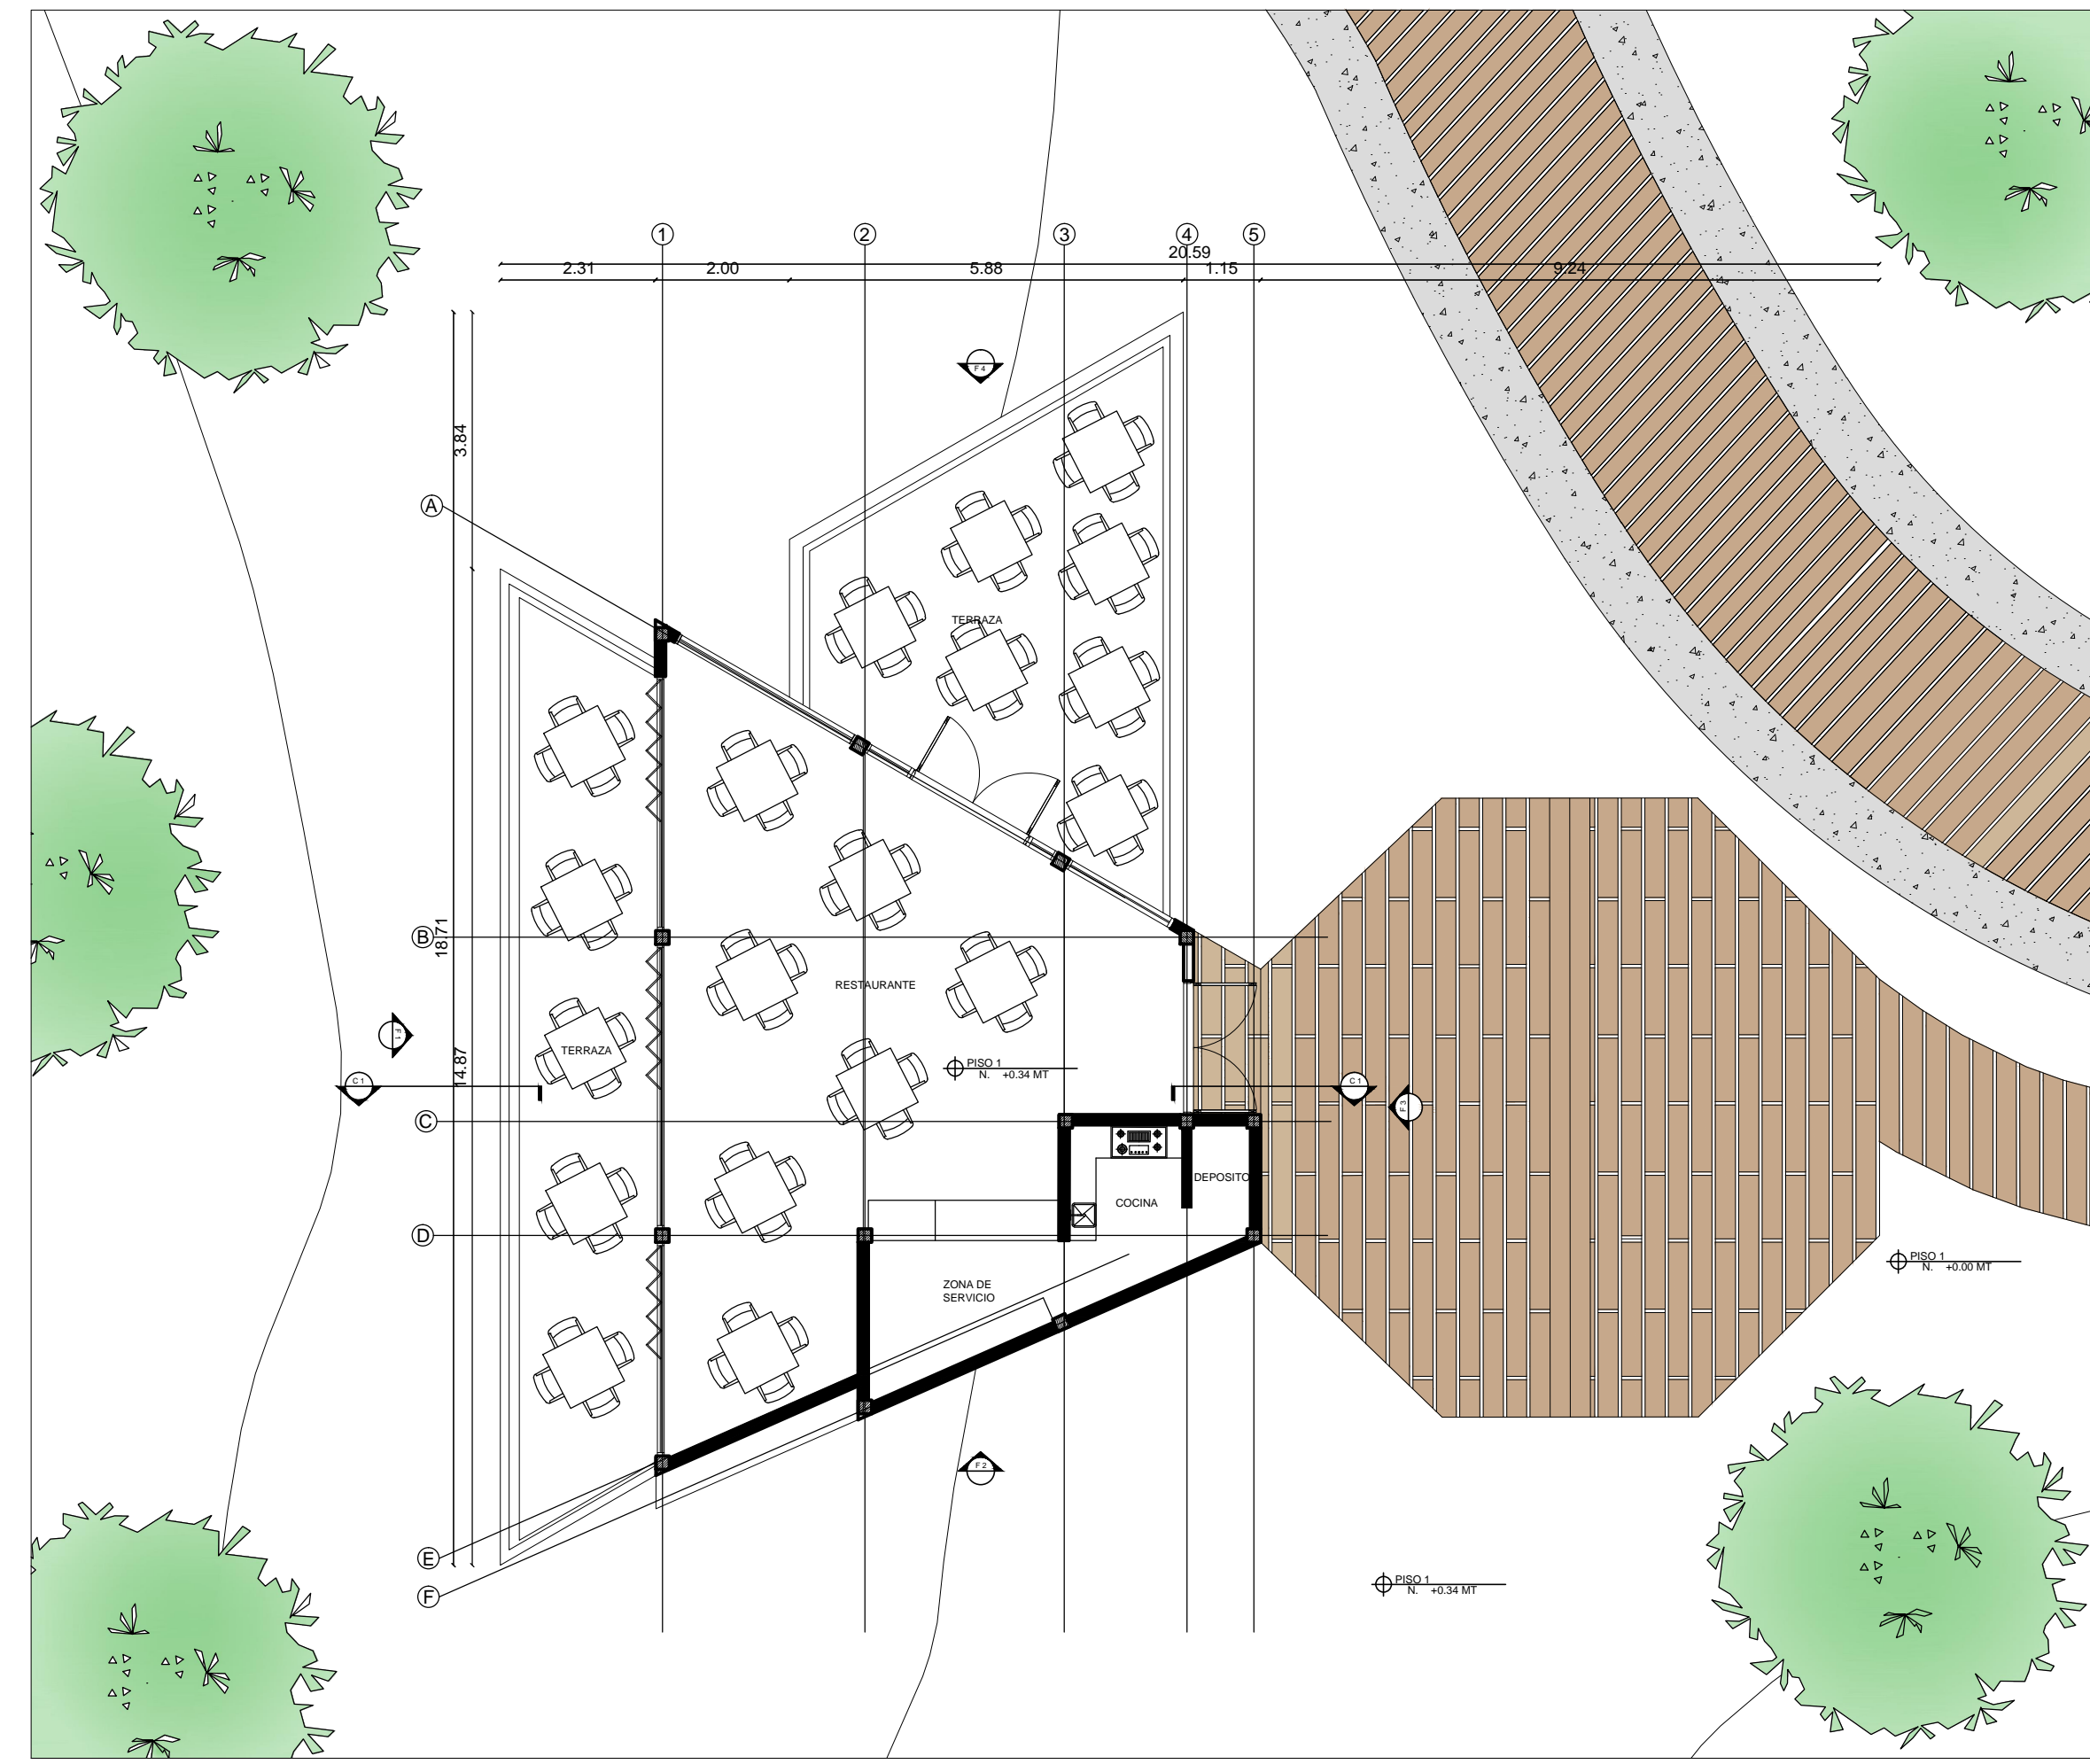 1
2
3
4
5
20.59
2.31
2.00
5.88
1.15
9.24
F 4
3.84
A
TERRAZA
B
18.71
RESTAURANTE
F 1
TERRAZA
14.87
PISO 1
N. +0.34 MT
C 1
C 1
F 3
C
DEPOSITO
COCINA
D
PISO 1
N. +0.00 MT
ZONA DE
SERVICIO
F 2
E
F
PISO 1
N. +0.34 MT